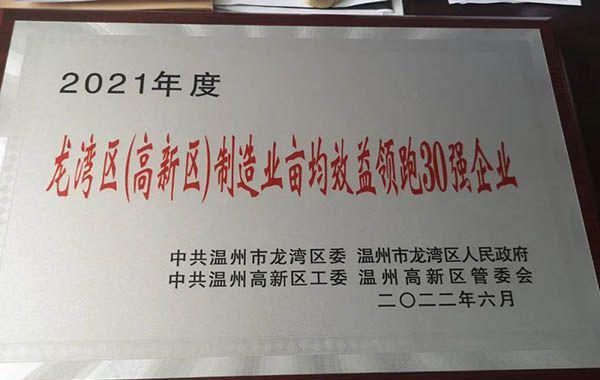 2021年度
龙湾区(高新区)制造业亩均效益领跑30强企业
中共温州市龙湾区委 温州市龙湾区人民政府
中共温州高新区工委 温州高新区管委会
二〇二二年六月